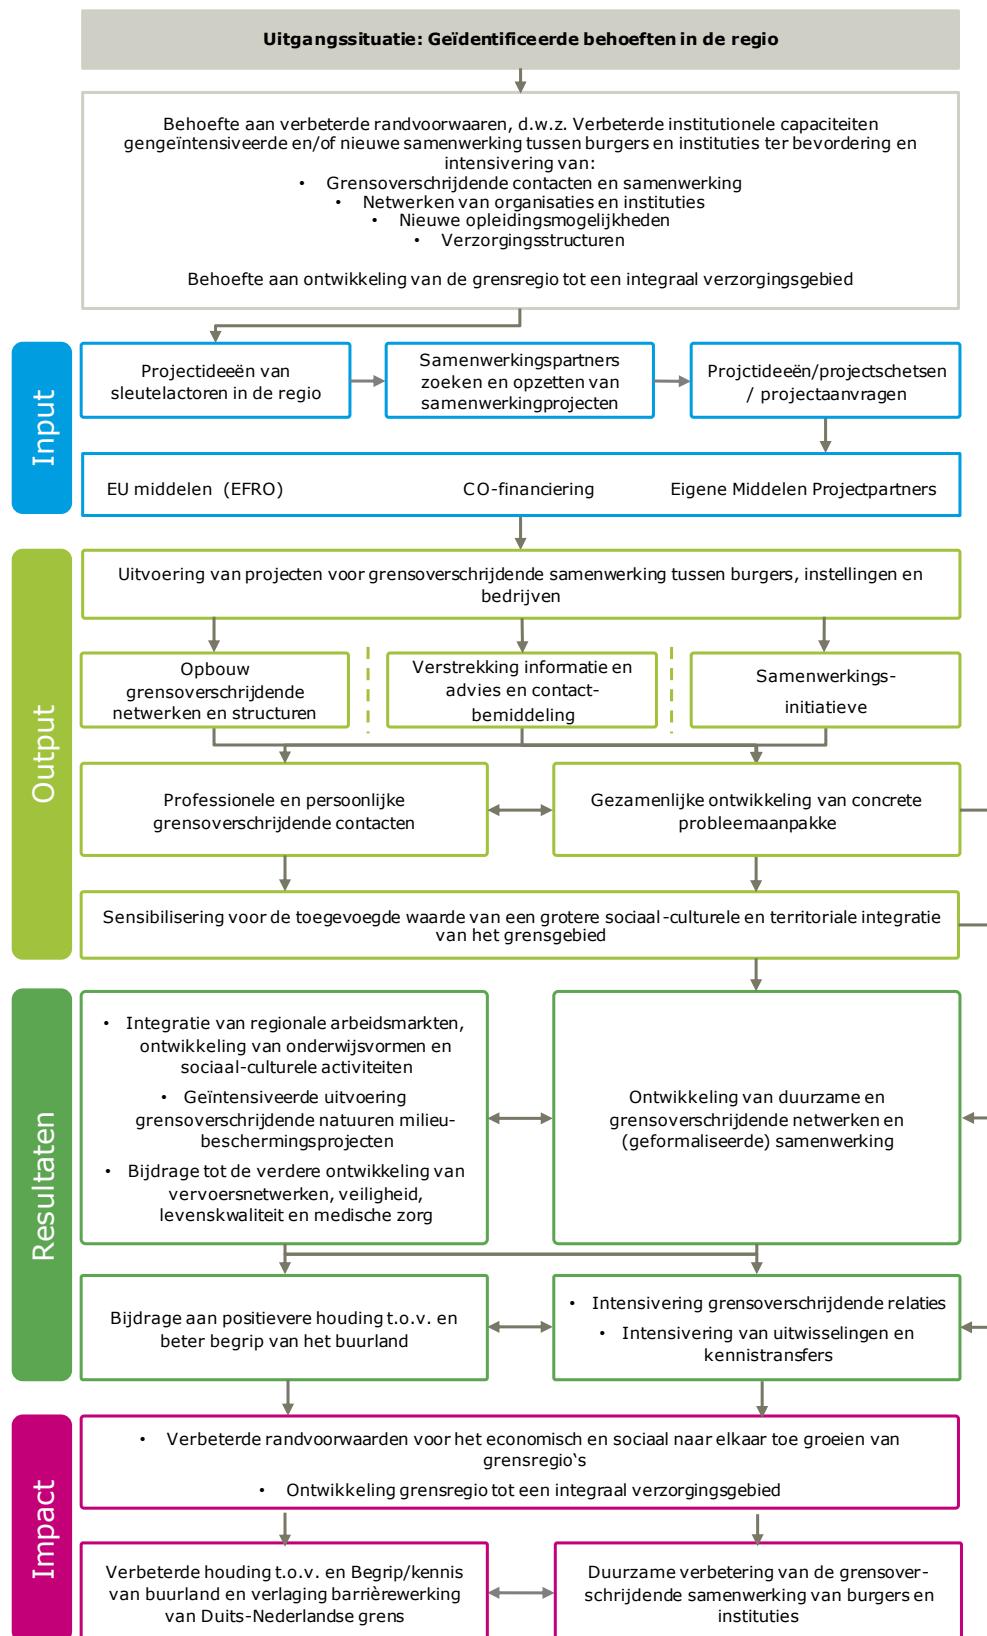 Uitgangssituatie: Geïdentificeerde behoeften in de regio
Behoefte aan verbeterde randvoorwaaren, d.w.z. Verbeterde institutionele capaciteiten
gengeïntensiveerde en/of nieuwe samenwerking tussen burgers en instituties ter bevordering en
intensivering van:
• Grensoverschrijdende contacten en samenwerking
• Netwerken van organisaties en instituties
• Nieuwe opleidingsmogelijkheden
• Verzorgingsstructuren
Behoefte aan ontwikkeling van de grensregio tot een integraal verzorgingsgebied
Input
Projectideeën van
sleutelactoren in de regio
Samenwerkingspartners
zoeken en opzetten van
samenwerkingprojecten
Projctideeën/projectschetsen
/ projectaanvragen
EU middelen (EFRO)
CO-financiering
Eigene Middelen Projectpartners
Output
Uitvoering van projecten voor grensoverschrijdende samenwerking tussen burgers, instellingen en
bedrijven
Opbouw
grensoverschrijdende
netwerken en structuren
Verstrekking informatie en
advies en contact-
bemiddeling
Samenwerkings-
initiatieve
Professionele en persoonlijke
grensoverschrijdende contacten
Gezamenlijke ontwikkeling van concrete
probleemaanpakke
Sensibilisering voor de toegevoegde waarde van een grotere sociaal-culturele en territoriale integratie
van het grensgebied
Resultaten
• Integratie van regionale arbeidsmarkten,
ontwikkeling van onderwijsvormen en
sociaal-culturele activiteiten
• Geïntensiveerde uitvoering
grensoverschrijdende natuuren milieu-
beschermingsprojecten
• Bijdrage tot de verdere ontwikkeling van
vervoersnetwerken, veiligheid,
levenskwaliteit en medische zorg
Ontwikkeling van duurzame en
grensoverschrijdende netwerken en
(geformaliseerde) samenwerking
Bijdrage aan positievere houding t.o.v. en
beter begrip van het buurland
• Intensivering grensoverschrijdende relaties
• Intensivering van uitwisselingen en
kennistransfers
Impact
• Verbeterde randvoorwaarden voor het economisch en sociaal naar elkaar toe groeien van
grensregio‘s
• Ontwikkeling grensregio tot een integraal verzorgingsgebied
Verbeterde houding t.o.v. en Begrip/kennis
van buurland en verlaging barrièrewerking
van Duits-Nederlandse grens
Duurzame verbetering van de grensover-
schrijdende samenwerking van burgers en
instituties